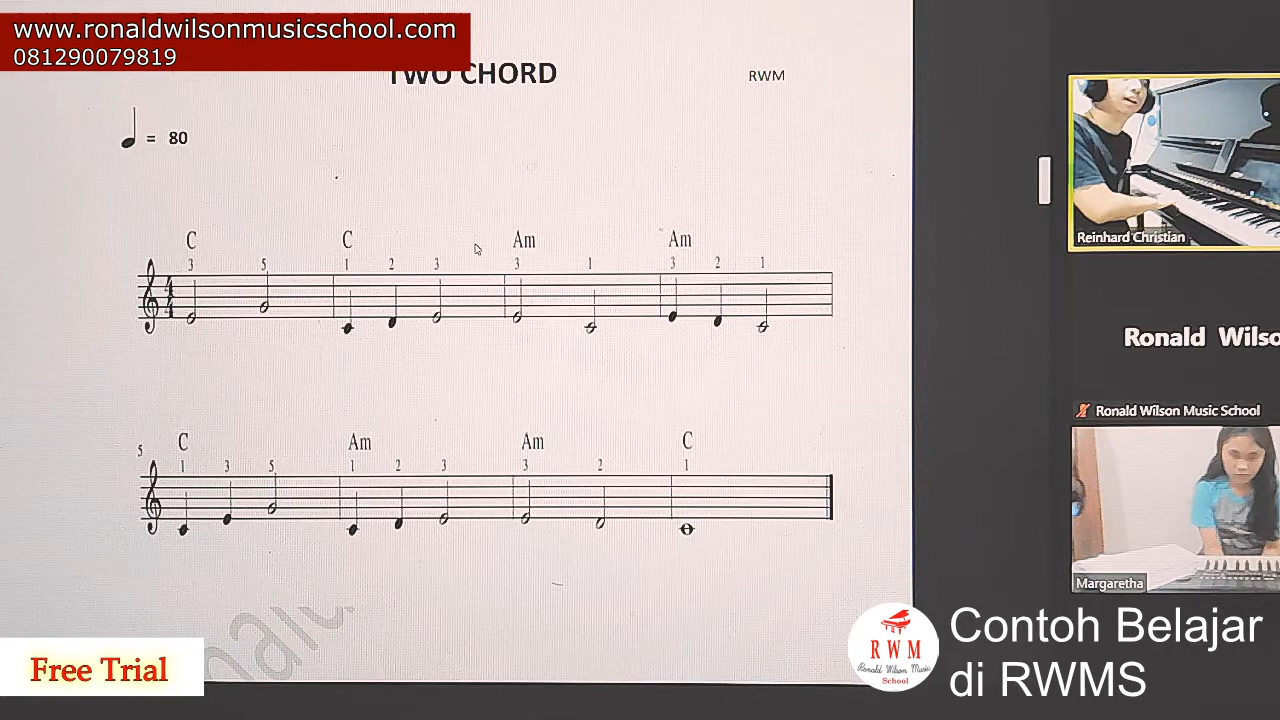 www.ronaldwilsonmusicschool.com
081290079819
TWO CHORD
RWM
= 80
C C Am Am
3 5 1 2 3 3 1 3 2 1
4
4
5 C Am Am C
1 3 5 1 2 3 3 2 1
Reinhard Christian
Ronald Wilso
Ronald Wilson Music School
Margaretha
Free Trial
RWM
Ronald Wilson Music
School
Contoh Belajar
di RWMS